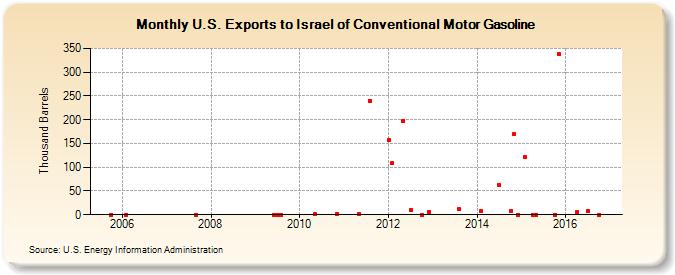 Monthly U.S. Exports to Israel of Conventional Motor Gasoline
Thousand Barrels
350
300
250
200
150
100
50
0
2006 2008 2010 2012 2014 2016
Source: U.S. Energy Information Administration